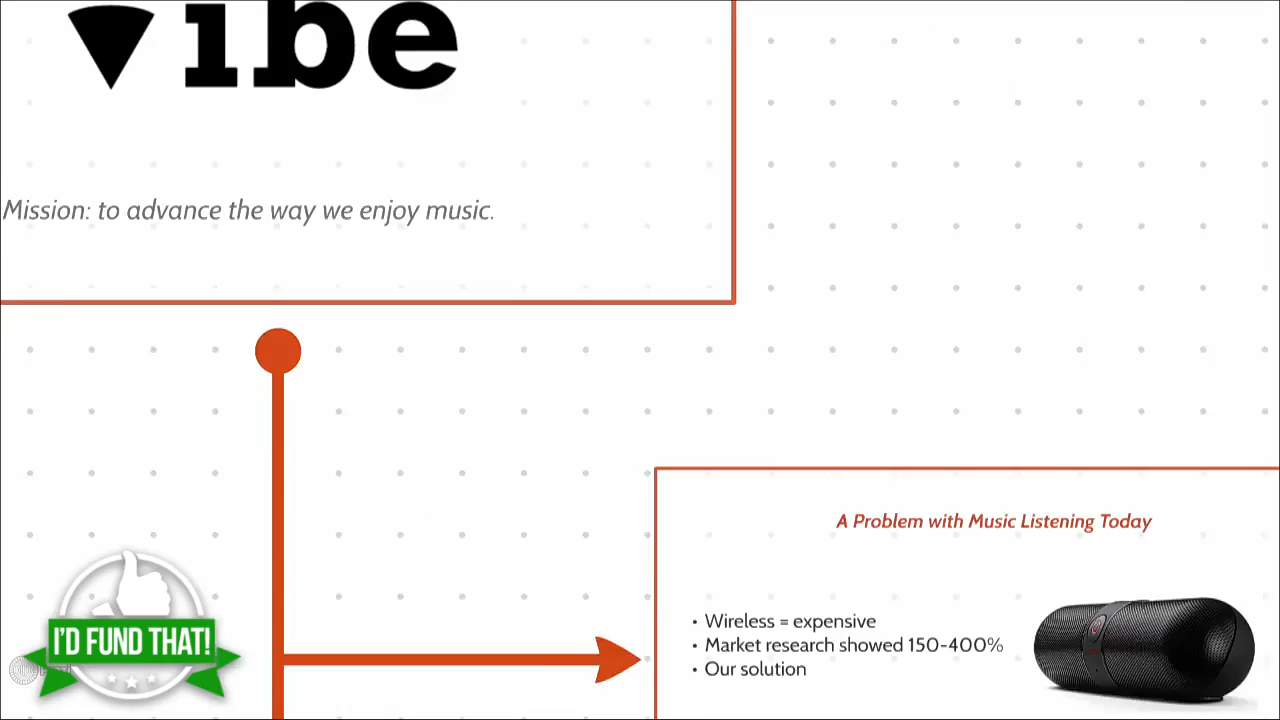 vibe
Mission: to advance the way we enjoy music.
A Problem with Music Listening Today
• Wireless = expensive
• Market research showed 150-400%
• Our solution
I'D FUND THAT!